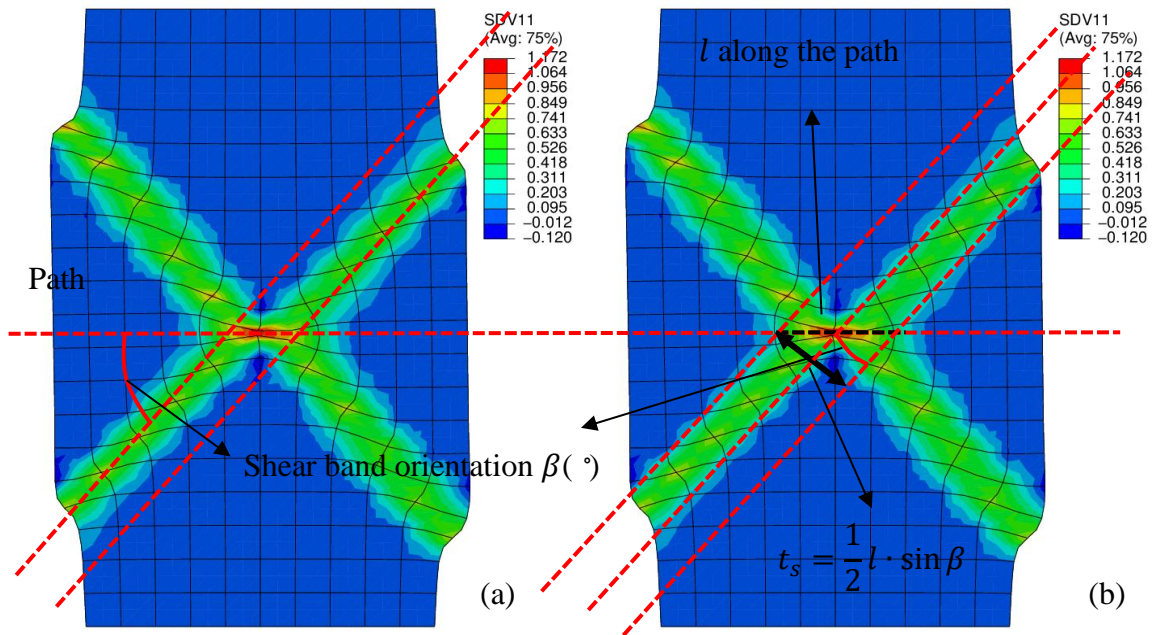 SDV11
(Avg: 75%)
1.172
1.064
0.956
0.849
0.741
0.633
0.526
0.418
0.311
0.203
0.095
−0.012
−0.120
Path
Shear band orientation β( °)
(a)
SDV11
(Avg: 75%)
1.172
1.064
0.956
0.849
0.741
0.633
0.526
0.418
0.311
0.203
0.095
−0.012
−0.120
l along the path
t_s = 1/2 l · sin β
(b)